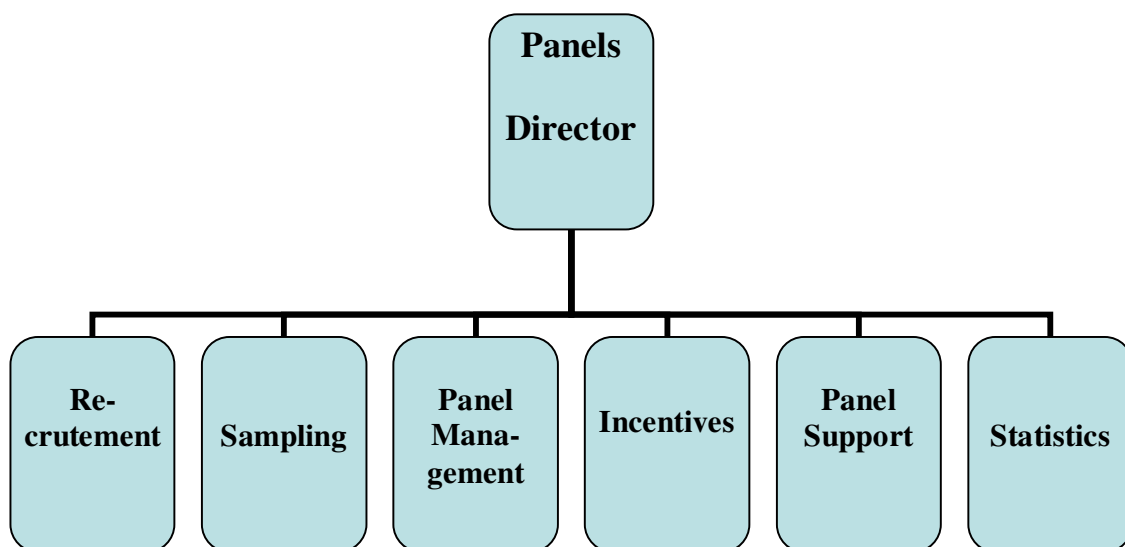 Panels
Director
Re-
crutement
Sampling
Panel
Mana-
gement
Incentives
Panel
Support
Statistics